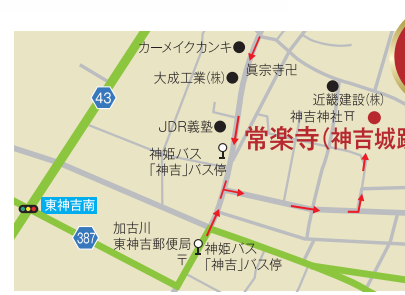 カーメイクカンキ
大成工業㈱
眞宗寺卍
43
近畿建設㈱
神吉神社⛩
JDR義塾
常楽寺(神吉城跡
神姫バス
「神吉」バス停
東神吉南
387
加古川
東神吉郵便局
〒
神姫バス
「神吉」バス停